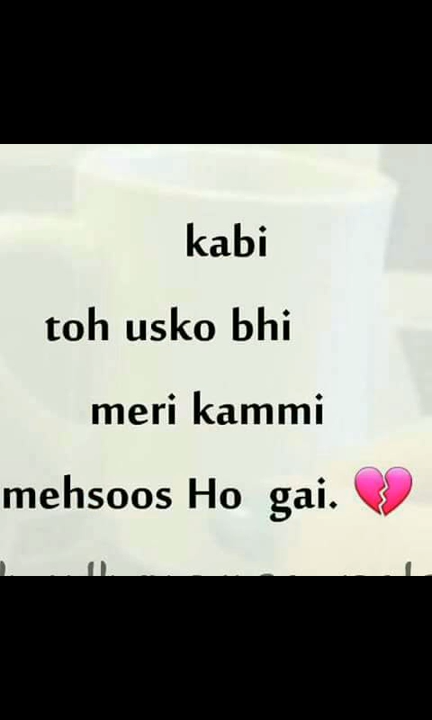 kabi
toh usko bhi
meri kammi
mehsoos Ho gai. 💔